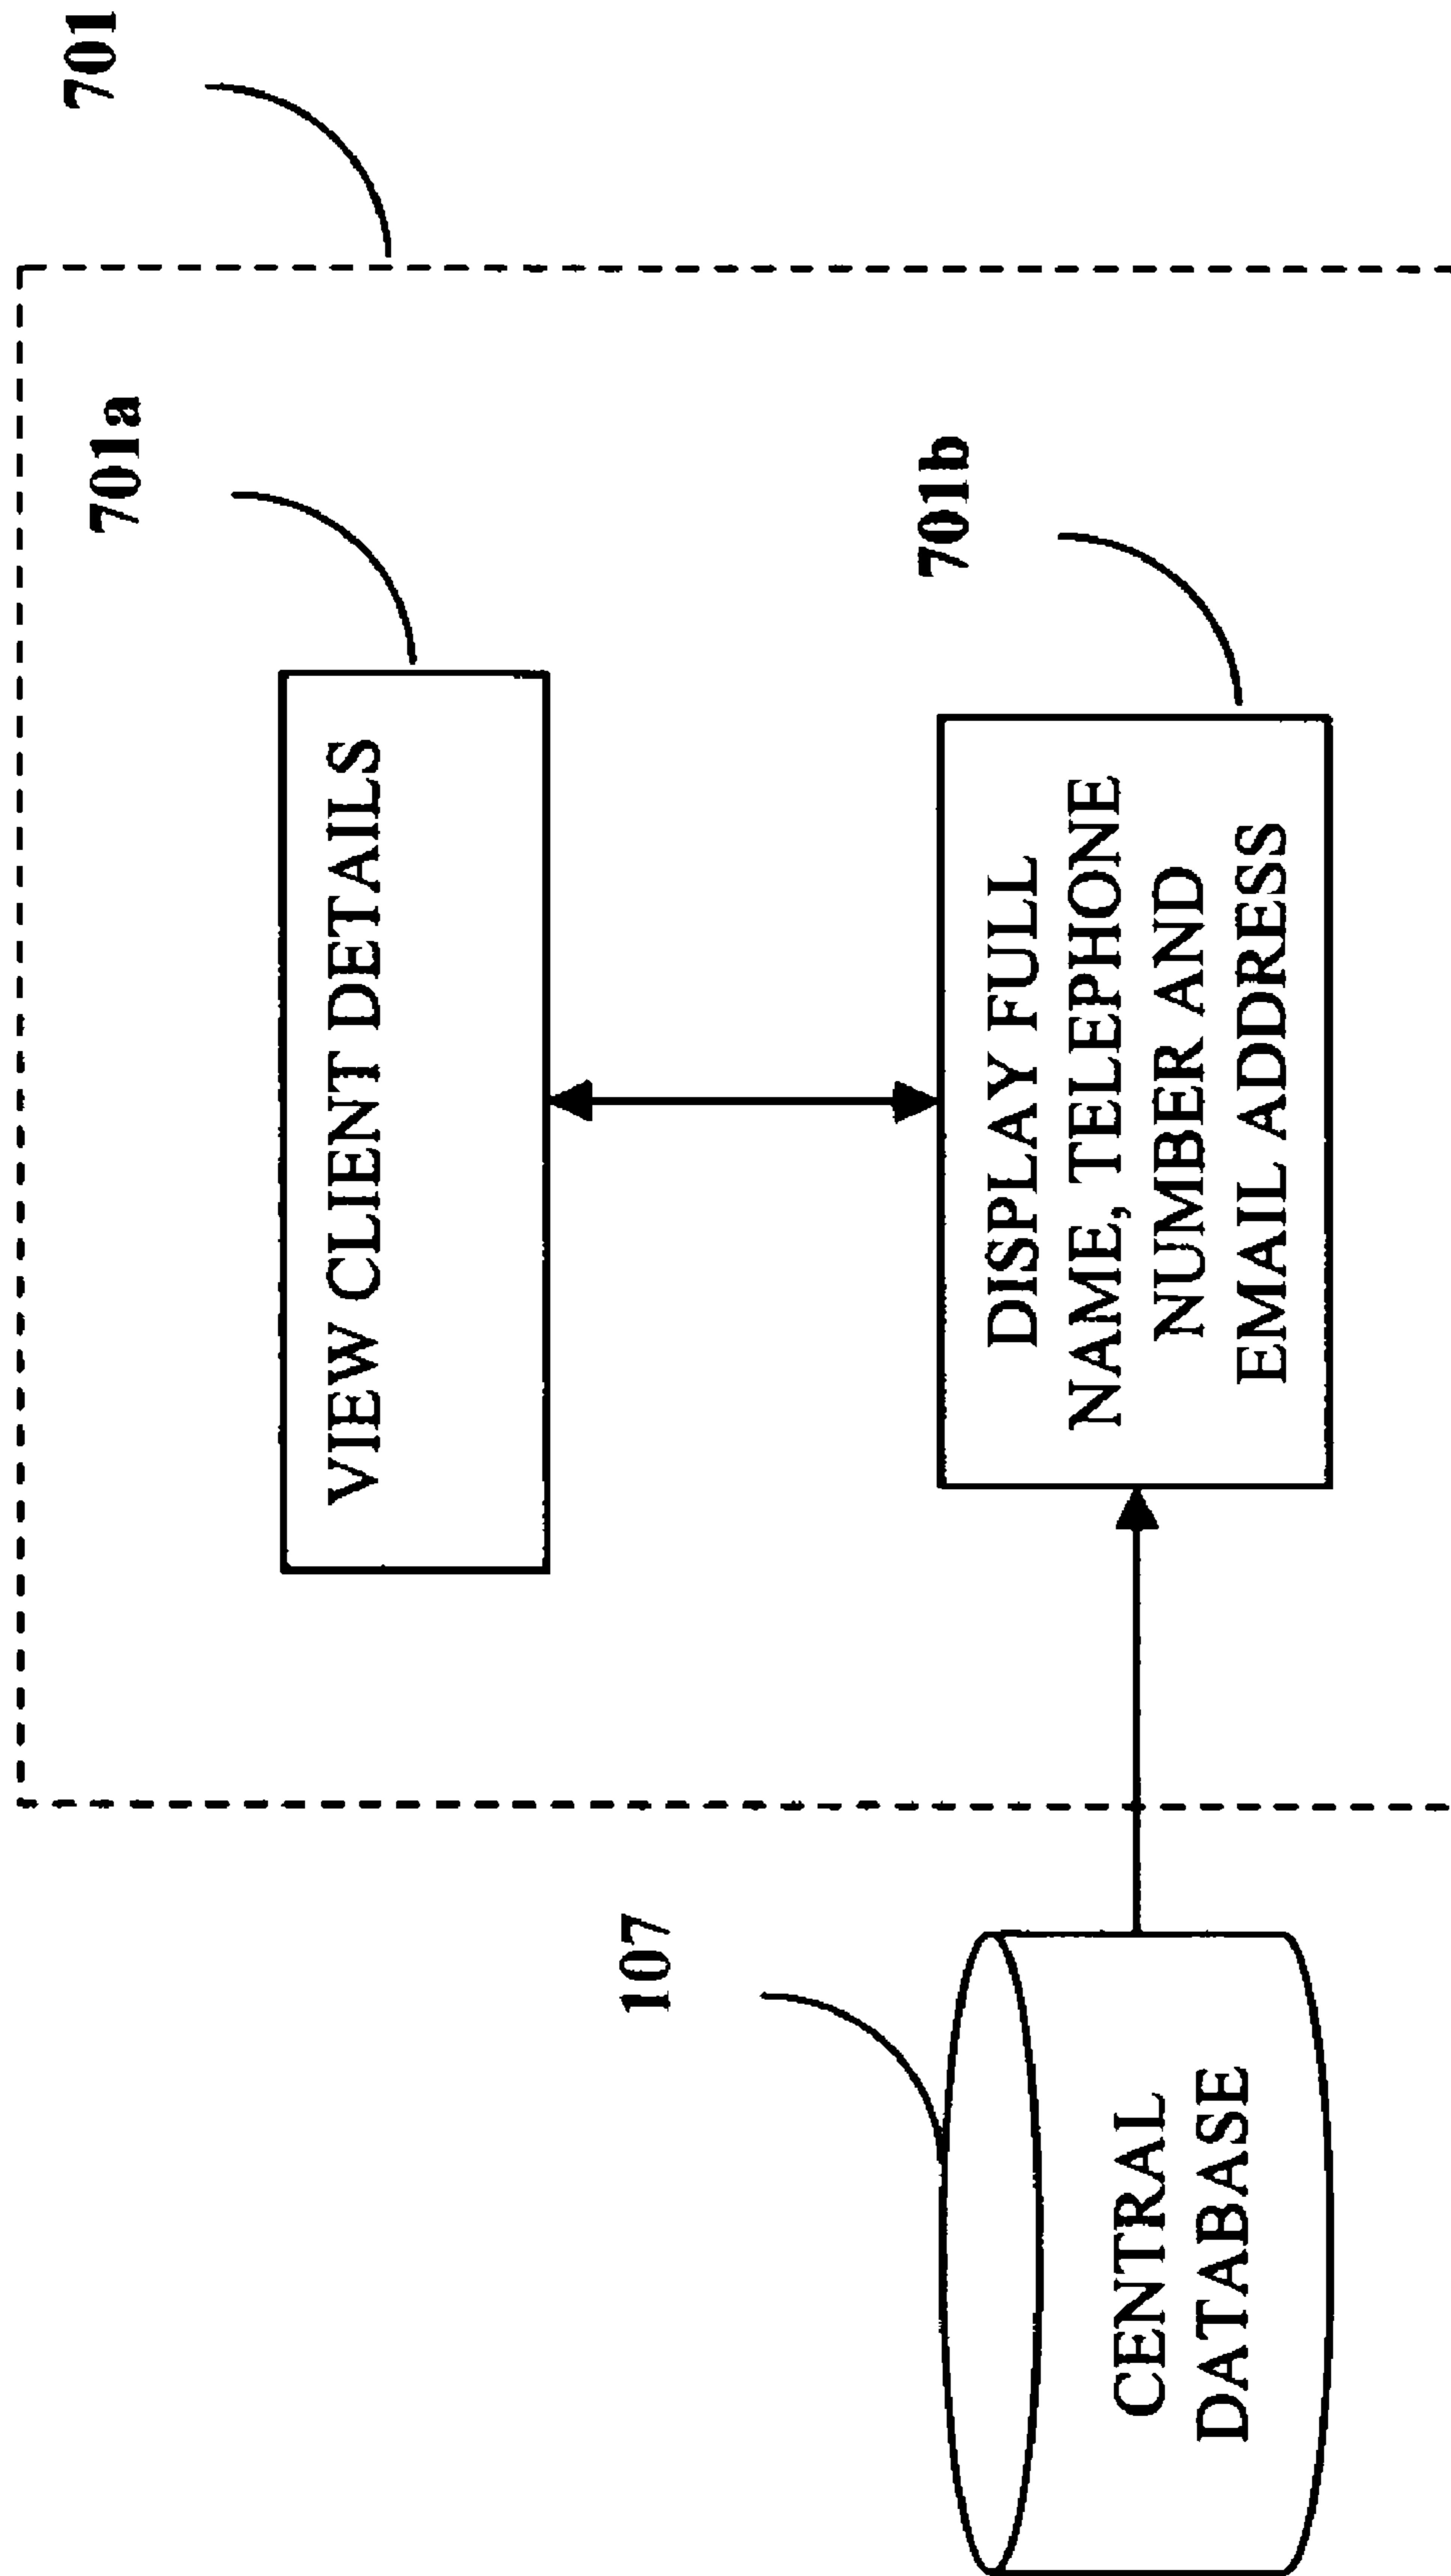 701
701a
VIEW CLIENT DETAILS
701b
DISPLAY FULL
NAME, TELEPHONE
NUMBER AND
EMAIL ADDRESS
107
CENTRAL
DATABASE